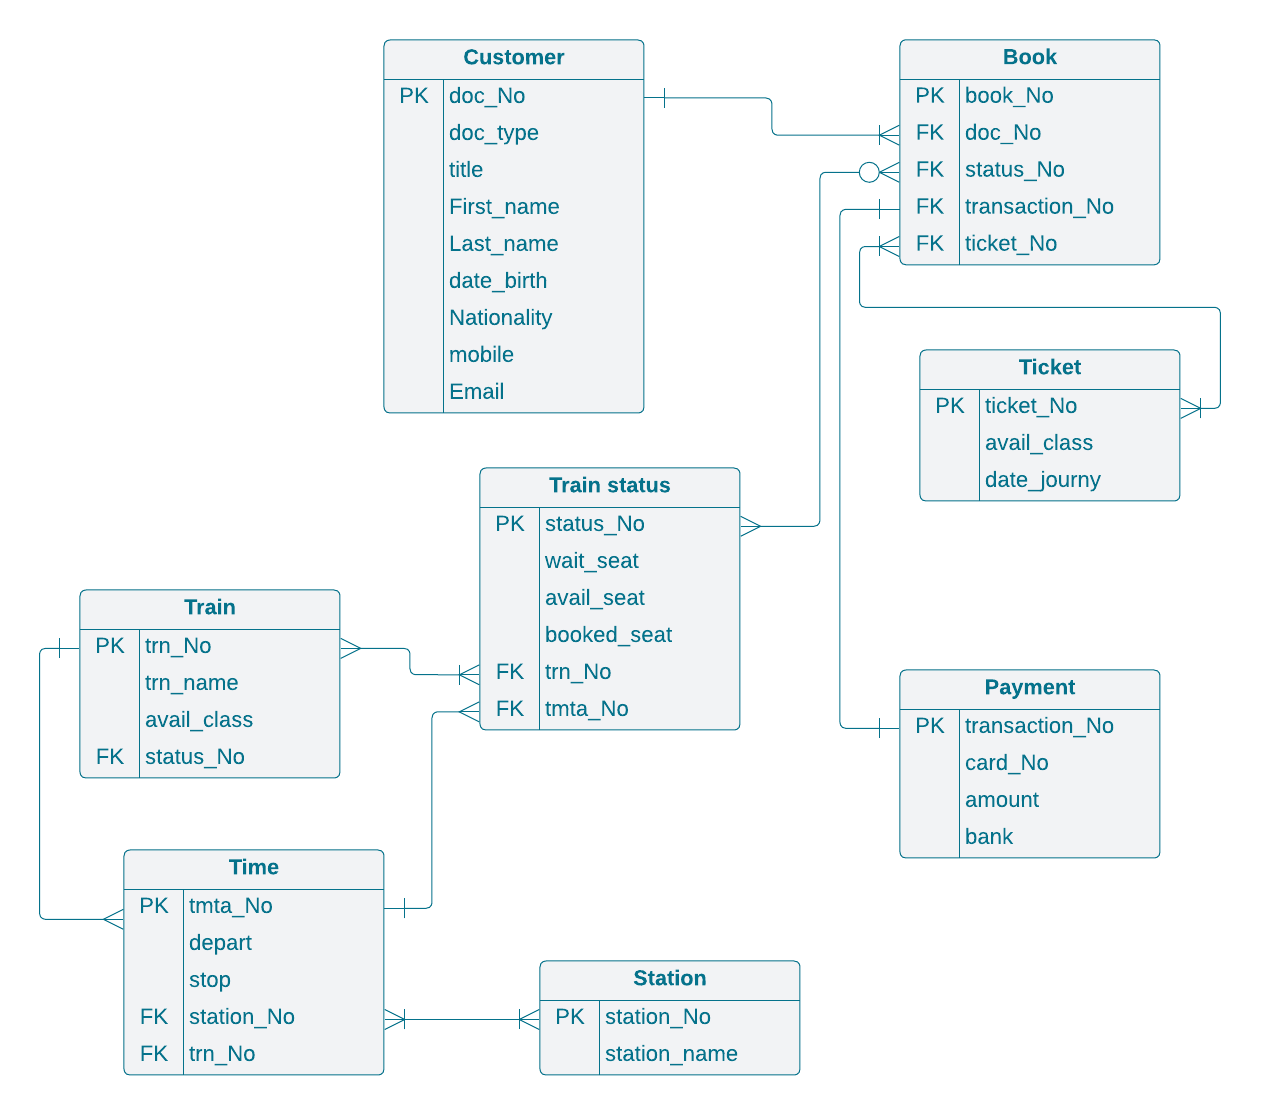 Customer
PK doc_No
doc_type
title
First_name
Last_name
date_birth
Nationality
mobile
Email
Book
PK book_No
FK doc_No
FK status_No
FK transaction_No
FK ticket_No
Ticket
PK ticket_No
avail_class
date_journy
Train status
PK status_No
wait_seat
avail_seat
booked_seat
FK trn_No
FK tmta_No
Train
PK trn_No
trn_name
avail_class
FK status_No
Payment
PK transaction_No
card_No
amount
bank
Time
PK tmta_No
depart
stop
FK station_No
FK trn_No
Station
PK station_No
station_name